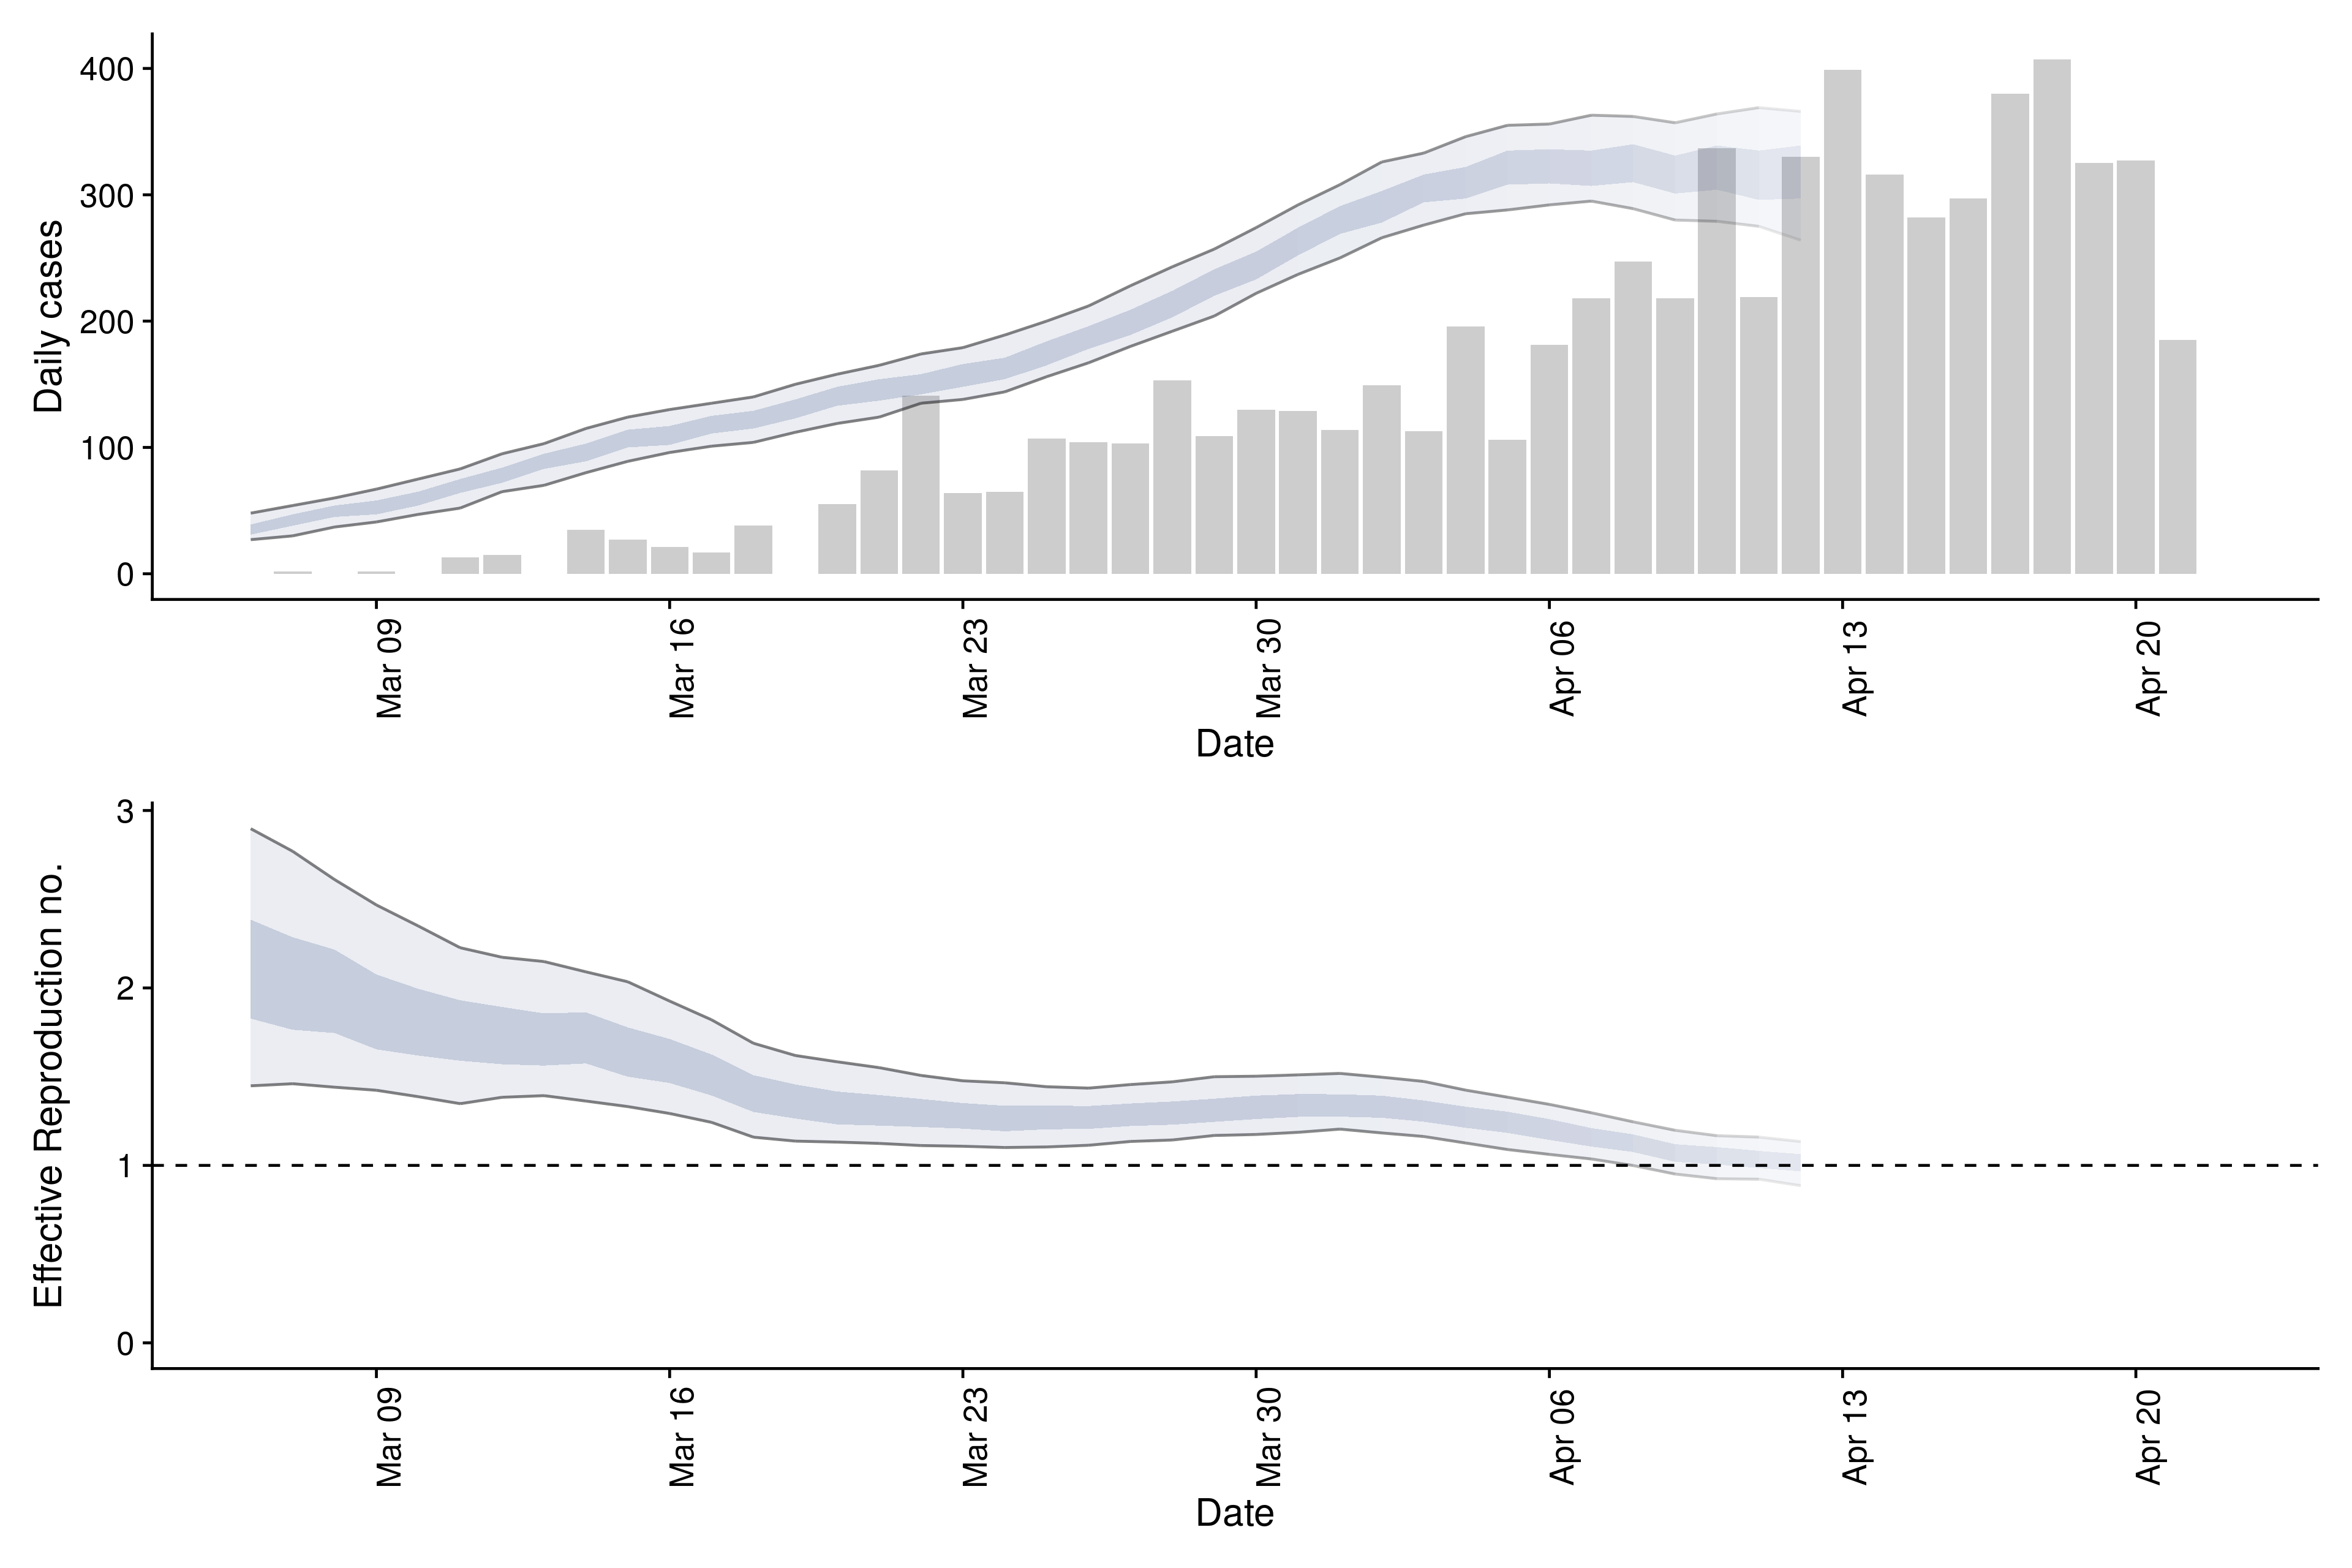 Daily cases
400
300
200
100
0
Mar 09
Mar 16
Mar 23
Mar 30
Apr 06
Apr 13
Apr 20
Date
Effective Reproduction no.
3
2
1
0
Mar 09
Mar 16
Mar 23
Mar 30
Apr 06
Apr 13
Apr 20
Date